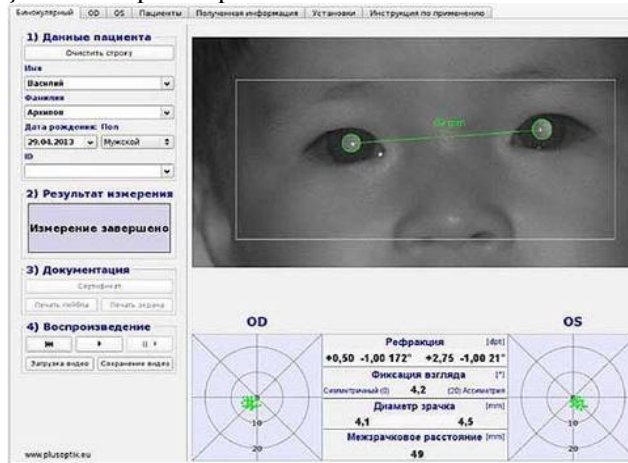 Бинокулярный OD OS Пациенты Полученная информация Установки Инструкция по применению
1) Данные пациента
Очистить строку
Имя
Василий
Фамилия
Архипов
Дата рождения: Пол
29.04.2013 Мужской
ID
2) Результат измерения
Измерение завершено
3) Документация
Сертификат
Печать лейбла Печать экрана
4) Воспроизведение
Загрузка видео Сохранение видео
www.plusoptix.eu
49 mm
OD
OS
Рефракция [dpt]
+0,50 -1,00 172° +2,75 -1,00 21°
Фиксация взгляда [°]
Симметричный (0) 4,2 (20) Ассиметрия
Диаметр зрачка [mm]
4,1 4,5
Межзрачковое расстояние [mm]
49
10
20
10
20